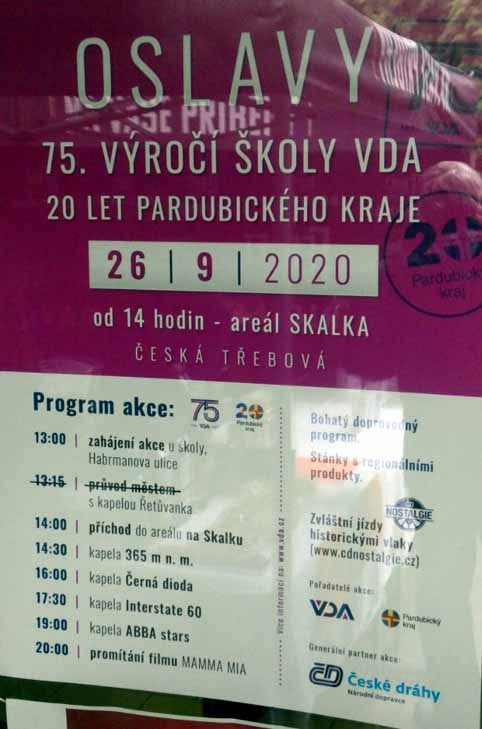 OSLAVY
75. VÝROČÍ ŠKOLY VDA
20 LET PARDUBICKÉHO KRAJE
20
Pardubický
kraj
26 | 9 | 2020
od 14 hodin - areál SKALKA
ČESKÁ TŘEBOVÁ
Program akce:
75
VDA
20
Pardubický
kraj
13:00 | zahájení akce u školy,
Habrmanova ulice
13:15 | průvod městem
s kapelou Řetůvanka
14:00 | příchod do areálu na Skalku
14:30 | kapela 365 m n. m.
16:00 | kapela Černá dioda
17:30 | kapela Interstate 60
19:00 | kapela ABBA stars
20:00 | promítání filmu MAMMA MIA
Více informací na: www.vda.cz
Bohatý doprovodný
program.
Stánky s regionálními
produkty.
NOSTALGIE
Zvláštní jízdy
historickými vlaky
(www.cdnostalgie.cz)
Pořadatelé akce:
VDA
Pardubický
kraj
Generální partner akce:
ČD České dráhy
Národní dopravce